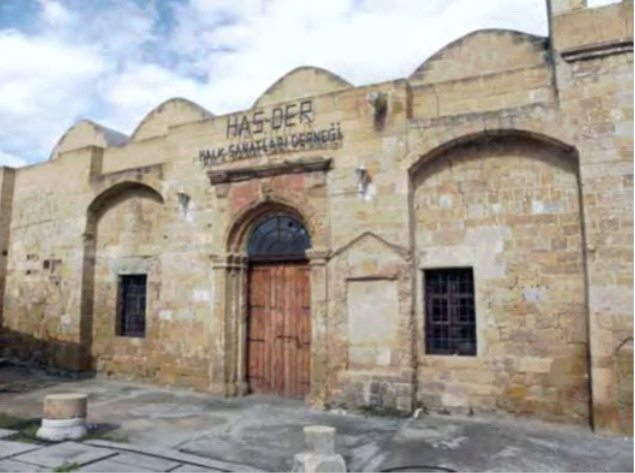 HAS-DER
HALK SANATLARI DERNEĞİ